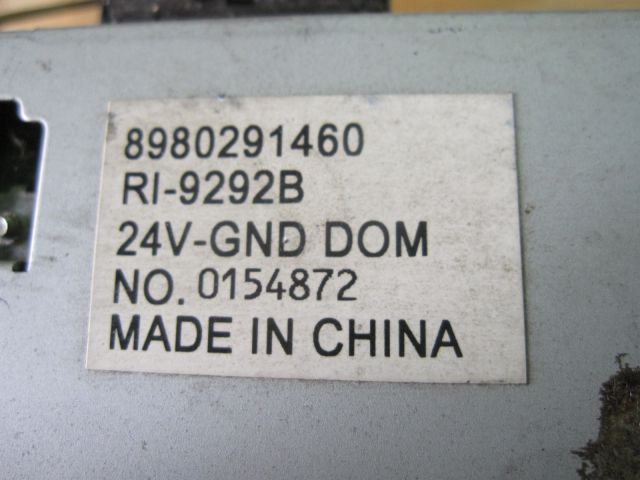 8980291460
RI-9292B
24V-GND DOM
NO. 0154872
MADE IN CHINA